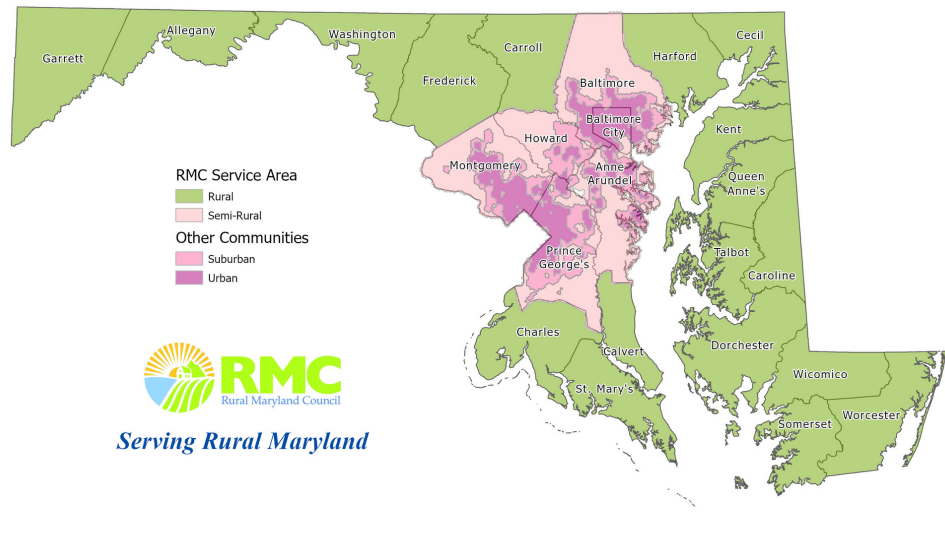 Garrett
Allegany
Washington
Frederick
Carroll
Baltimore
Harford
Cecil
Baltimore
City
Howard
Montgomery
Anne
Arundel
Kent
Queen
Anne's
Talbot
Caroline
Prince
George's
Charles
Calvert
St. Mary's
Dorchester
Wicomico
Somerset
Worcester
RMC Service Area
Rural
Semi-Rural
Other Communities
Suburban
Urban
RMC
Rural Maryland Council
Serving Rural Maryland